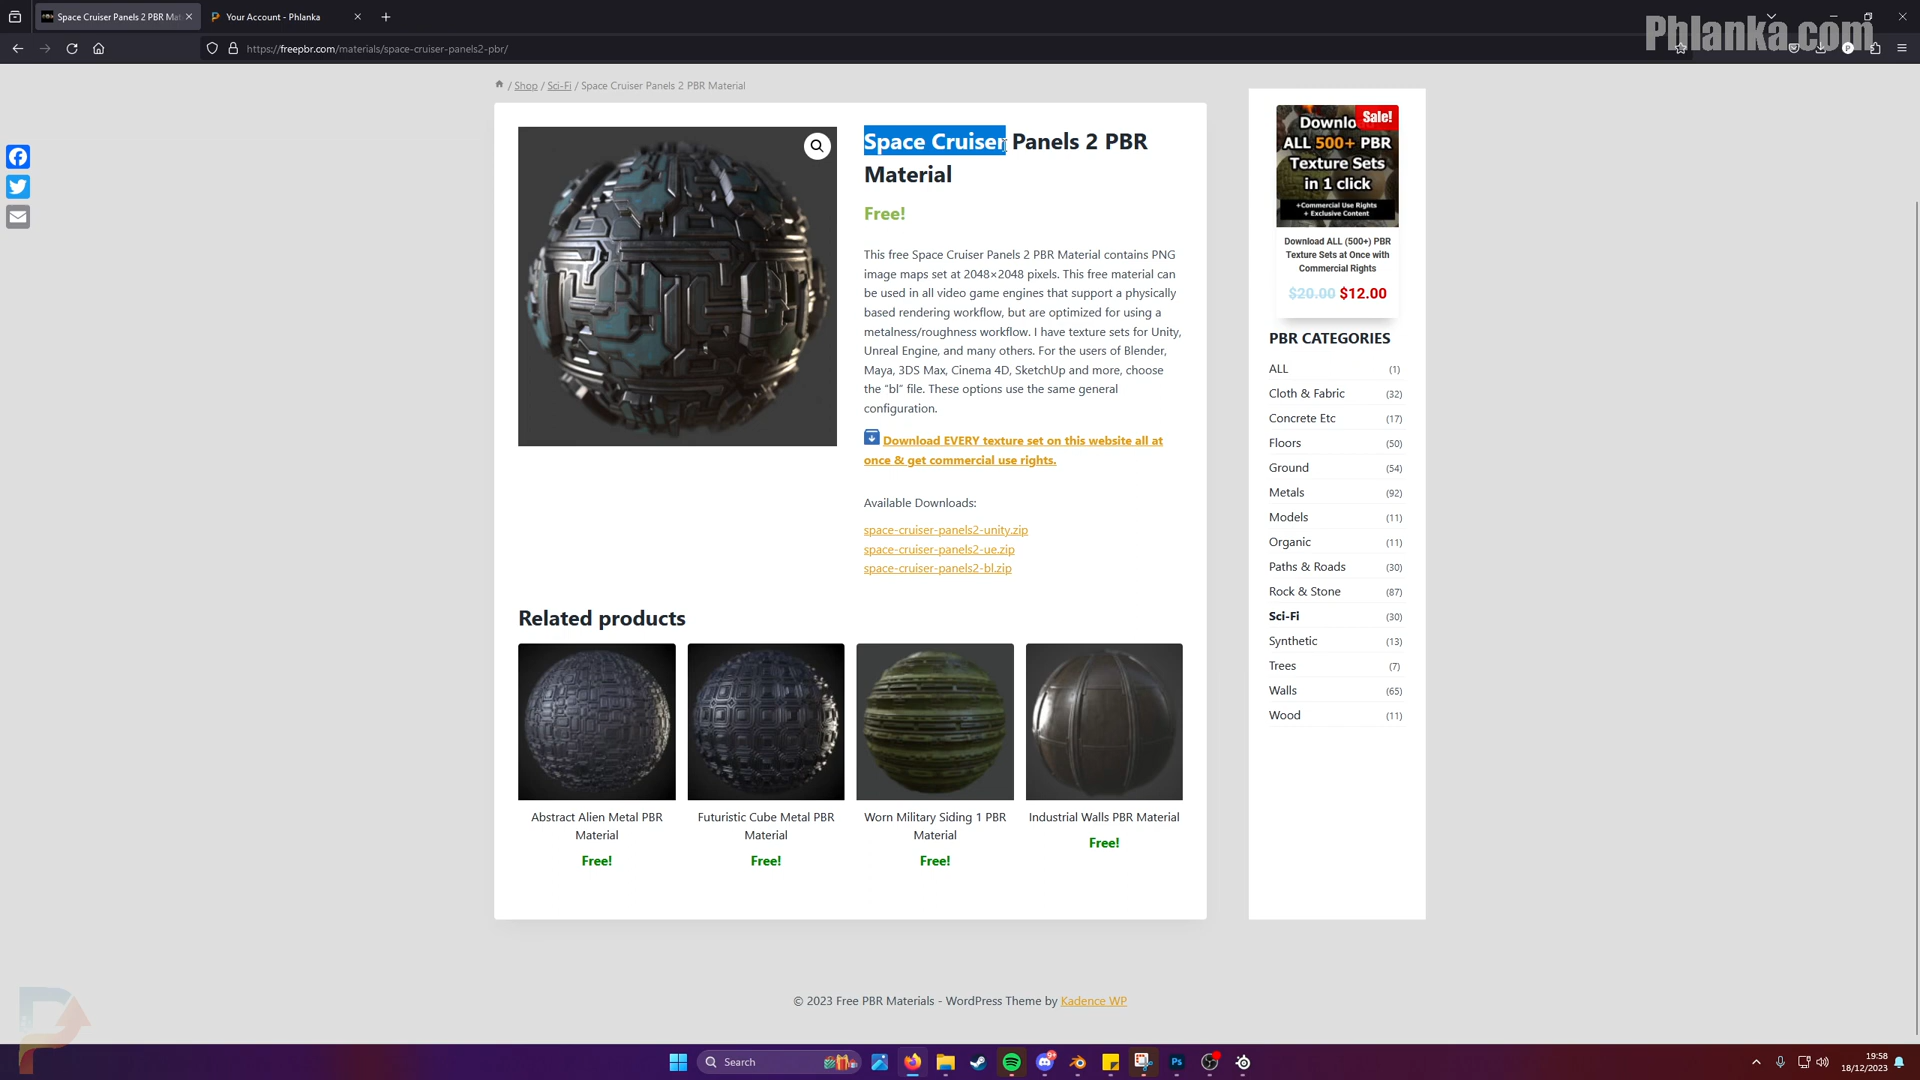 Space Cruiser Panels 2 PBR Mat
Your Account - Phlanka
Phlanka.com
https://freepbr.com/materials/space-cruiser-panels2-pbr/
/ Shop / Sci-Fi / Space Cruiser Panels 2 PBR Material
Space Cruiser Panels 2 PBR
Material
Free!
This free Space Cruiser Panels 2 PBR Material contains PNG
image maps set at 2048×2048 pixels. This free material can
be used in all video game engines that support a physically
based rendering workflow, but are optimized for using a
metalness/roughness workflow. I have texture sets for Unity,
Unreal Engine, and many others. For the users of Blender,
Maya, 3DS Max, Cinema 4D, SketchUp and more, choose
the “bl” file. These options use the same general
configuration.
Download EVERY texture set on this website all at
once & get commercial use rights.
Available Downloads:
space-cruiser-panels2-unity.zip
space-cruiser-panels2-ue.zip
space-cruiser-panels2-bl.zip
Related products
Abstract Alien Metal PBR
Material
Free!
Futuristic Cube Metal PBR
Material
Free!
Worn Military Siding 1 PBR
Material
Free!
Industrial Walls PBR Material
Free!
Sale!
Downlo
ALL 500+ PBR
Texture Sets
in 1 click
+Commercial Use Rights
+ Exclusive Content
Download ALL (500+) PBR
Texture Sets at Once with
Commercial Rights
$20.00 $12.00
PBR CATEGORIES
ALL (1)
Cloth & Fabric (32)
Concrete Etc (17)
Floors (50)
Ground (54)
Metals (92)
Models (11)
Organic (11)
Paths & Roads (30)
Rock & Stone (87)
Sci-Fi (30)
Synthetic (13)
Trees (7)
Walls (65)
Wood (11)
© 2023 Free PBR Materials - WordPress Theme by Kadence WP
Search
Ps
19:58
18/12/2023